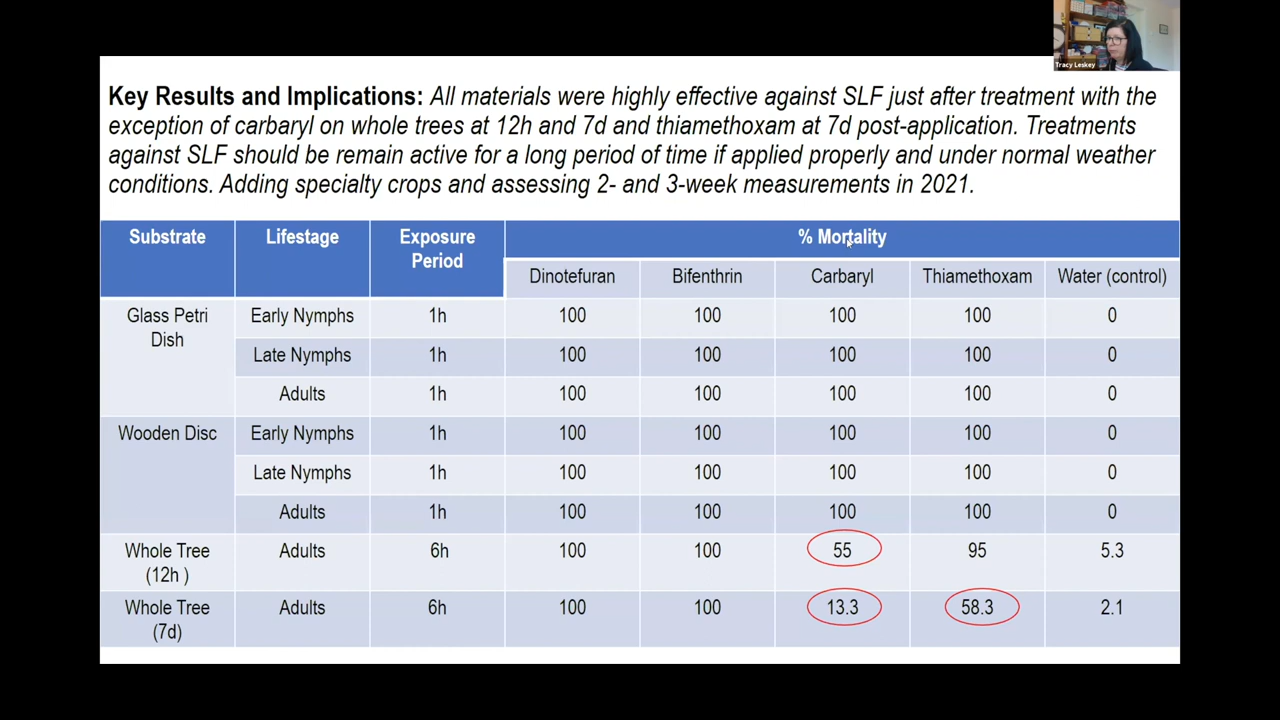 Tracy Leskey
Key Results and Implications: All materials were highly effective against SLF just after treatment with the
exception of carbaryl on whole trees at 12h and 7d and thiamethoxam at 7d post-application. Treatments
against SLF should be remain active for a long period of time if applied properly and under normal weather
conditions. Adding specialty crops and assessing 2- and 3-week measurements in 2021.
Substrate Lifestage Exposure Period % Mortality
Dinotefuran Bifenthrin Carbaryl Thiamethoxam Water (control)
Glass Petri Dish Early Nymphs 1h 100 100 100 100 0
Late Nymphs 1h 100 100 100 100 0
Adults 1h 100 100 100 100 0
Wooden Disc Early Nymphs 1h 100 100 100 100 0
Late Nymphs 1h 100 100 100 100 0
Adults 1h 100 100 100 100 0
Whole Tree (12h ) Adults 6h 100 100 55 95 5.3
Whole Tree (7d) Adults 6h 100 100 13.3 58.3 2.1